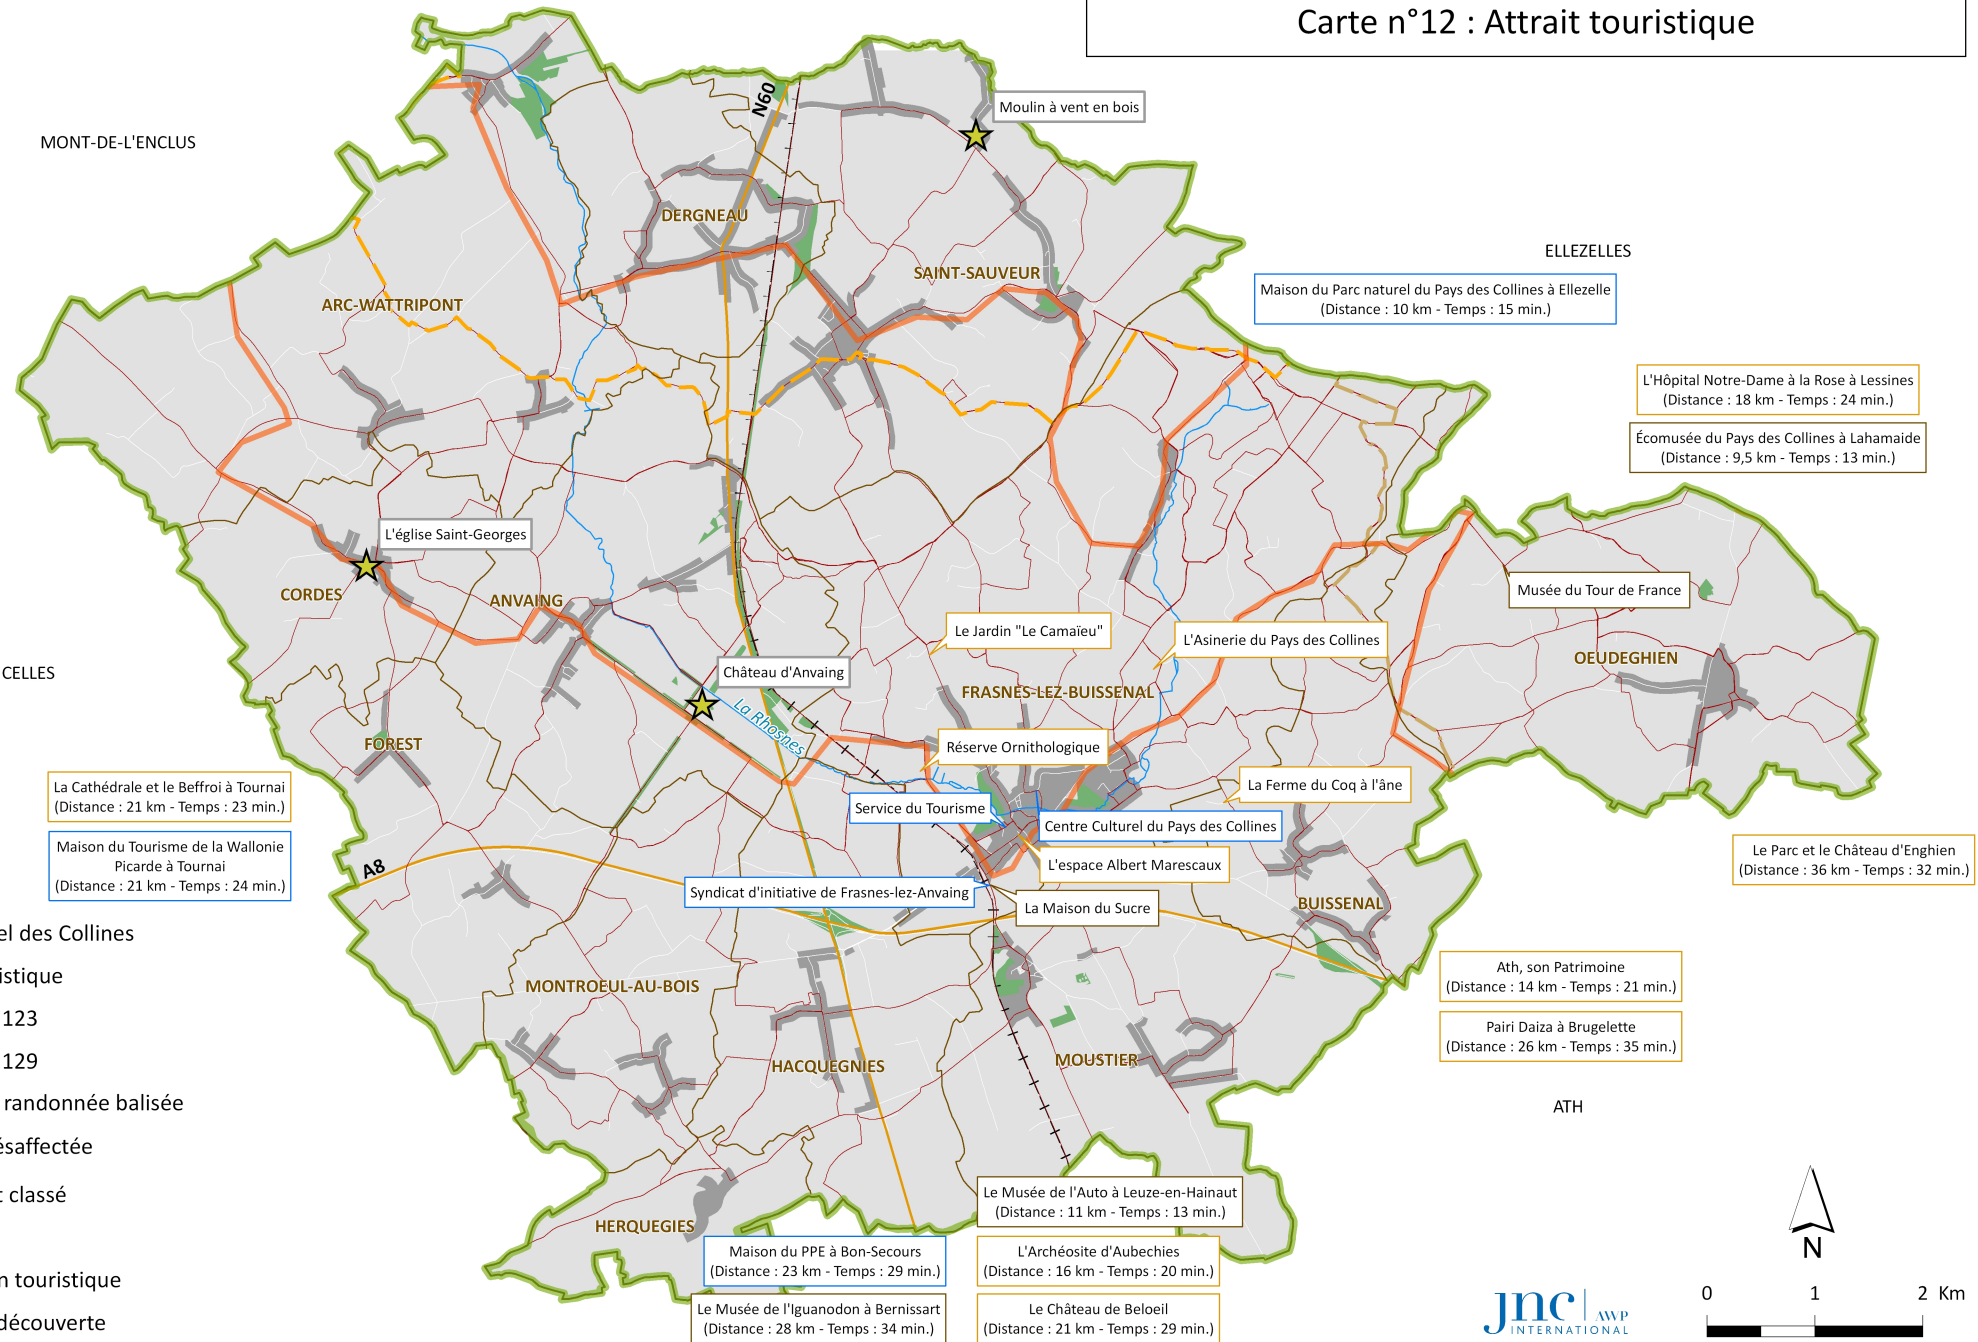 Carte n°12 : Attrait touristique
N60
Moulin à vent en bois
MONT-DE-L'ENCLUS
DERGNEAU
ELLEZELLES
SAINT-SAUVEUR
Maison du Parc naturel du Pays des Collines à Ellezelle
(Distance : 10 km - Temps : 15 min.)
ARC-WATTRIPONT
L'Hôpital Notre-Dame à la Rose à Lessines
(Distance : 18 km - Temps : 24 min.)
Écomusée du Pays des Collines à Lahamaide
(Distance : 9,5 km - Temps : 13 min.)
L'église Saint-Georges
CORDES
ANVAING
Musée du Tour de France
Le Jardin "Le Camaïeu"
L'Asinerie du Pays des Collines
OEUDEGHIEN
CELLES
Château d'Anvaing
FRASNES-LEZ-BUISSENAL
La Rhosnes
FOREST
Réserve Ornithologique
La Cathédrale et le Beffroi à Tournai
(Distance : 21 km - Temps : 23 min.)
La Ferme du Coq à l'âne
Service du Tourisme
Centre Culturel du Pays des Collines
Maison du Tourisme de la Wallonie
Picarde à Tournai
(Distance : 21 km - Temps : 24 min.)
Le Parc et le Château d'Enghien
(Distance : 36 km - Temps : 32 min.)
A8
L'espace Albert Marescaux
Syndicat d'initiative de Frasnes-lez-Anvaing
La Maison du Sucre
BUISSENAL
el des Collines
istique
123
129
randonnée balisée
ésaffectée
t classé
n touristique
découverte
Ath, son Patrimoine
(Distance : 14 km - Temps : 21 min.)
MONTROEUL-AU-BOIS
Pairi Daiza à Brugelette
(Distance : 26 km - Temps : 35 min.)
HACQUEGNIES
MOUSTIER
ATH
Le Musée de l'Auto à Leuze-en-Hainaut
(Distance : 11 km - Temps : 13 min.)
HERQUEGIES
Maison du PPE à Bon-Secours
(Distance : 23 km - Temps : 29 min.)
L'Archéosite d'Aubechies
(Distance : 16 km - Temps : 20 min.)
Le Musée de l'Iguanodon à Bernissart
(Distance : 28 km - Temps : 34 min.)
Le Château de Beloeil
(Distance : 21 km - Temps : 29 min.)
N
jnc AWP
INTERNATIONAL
0 1 2 Km